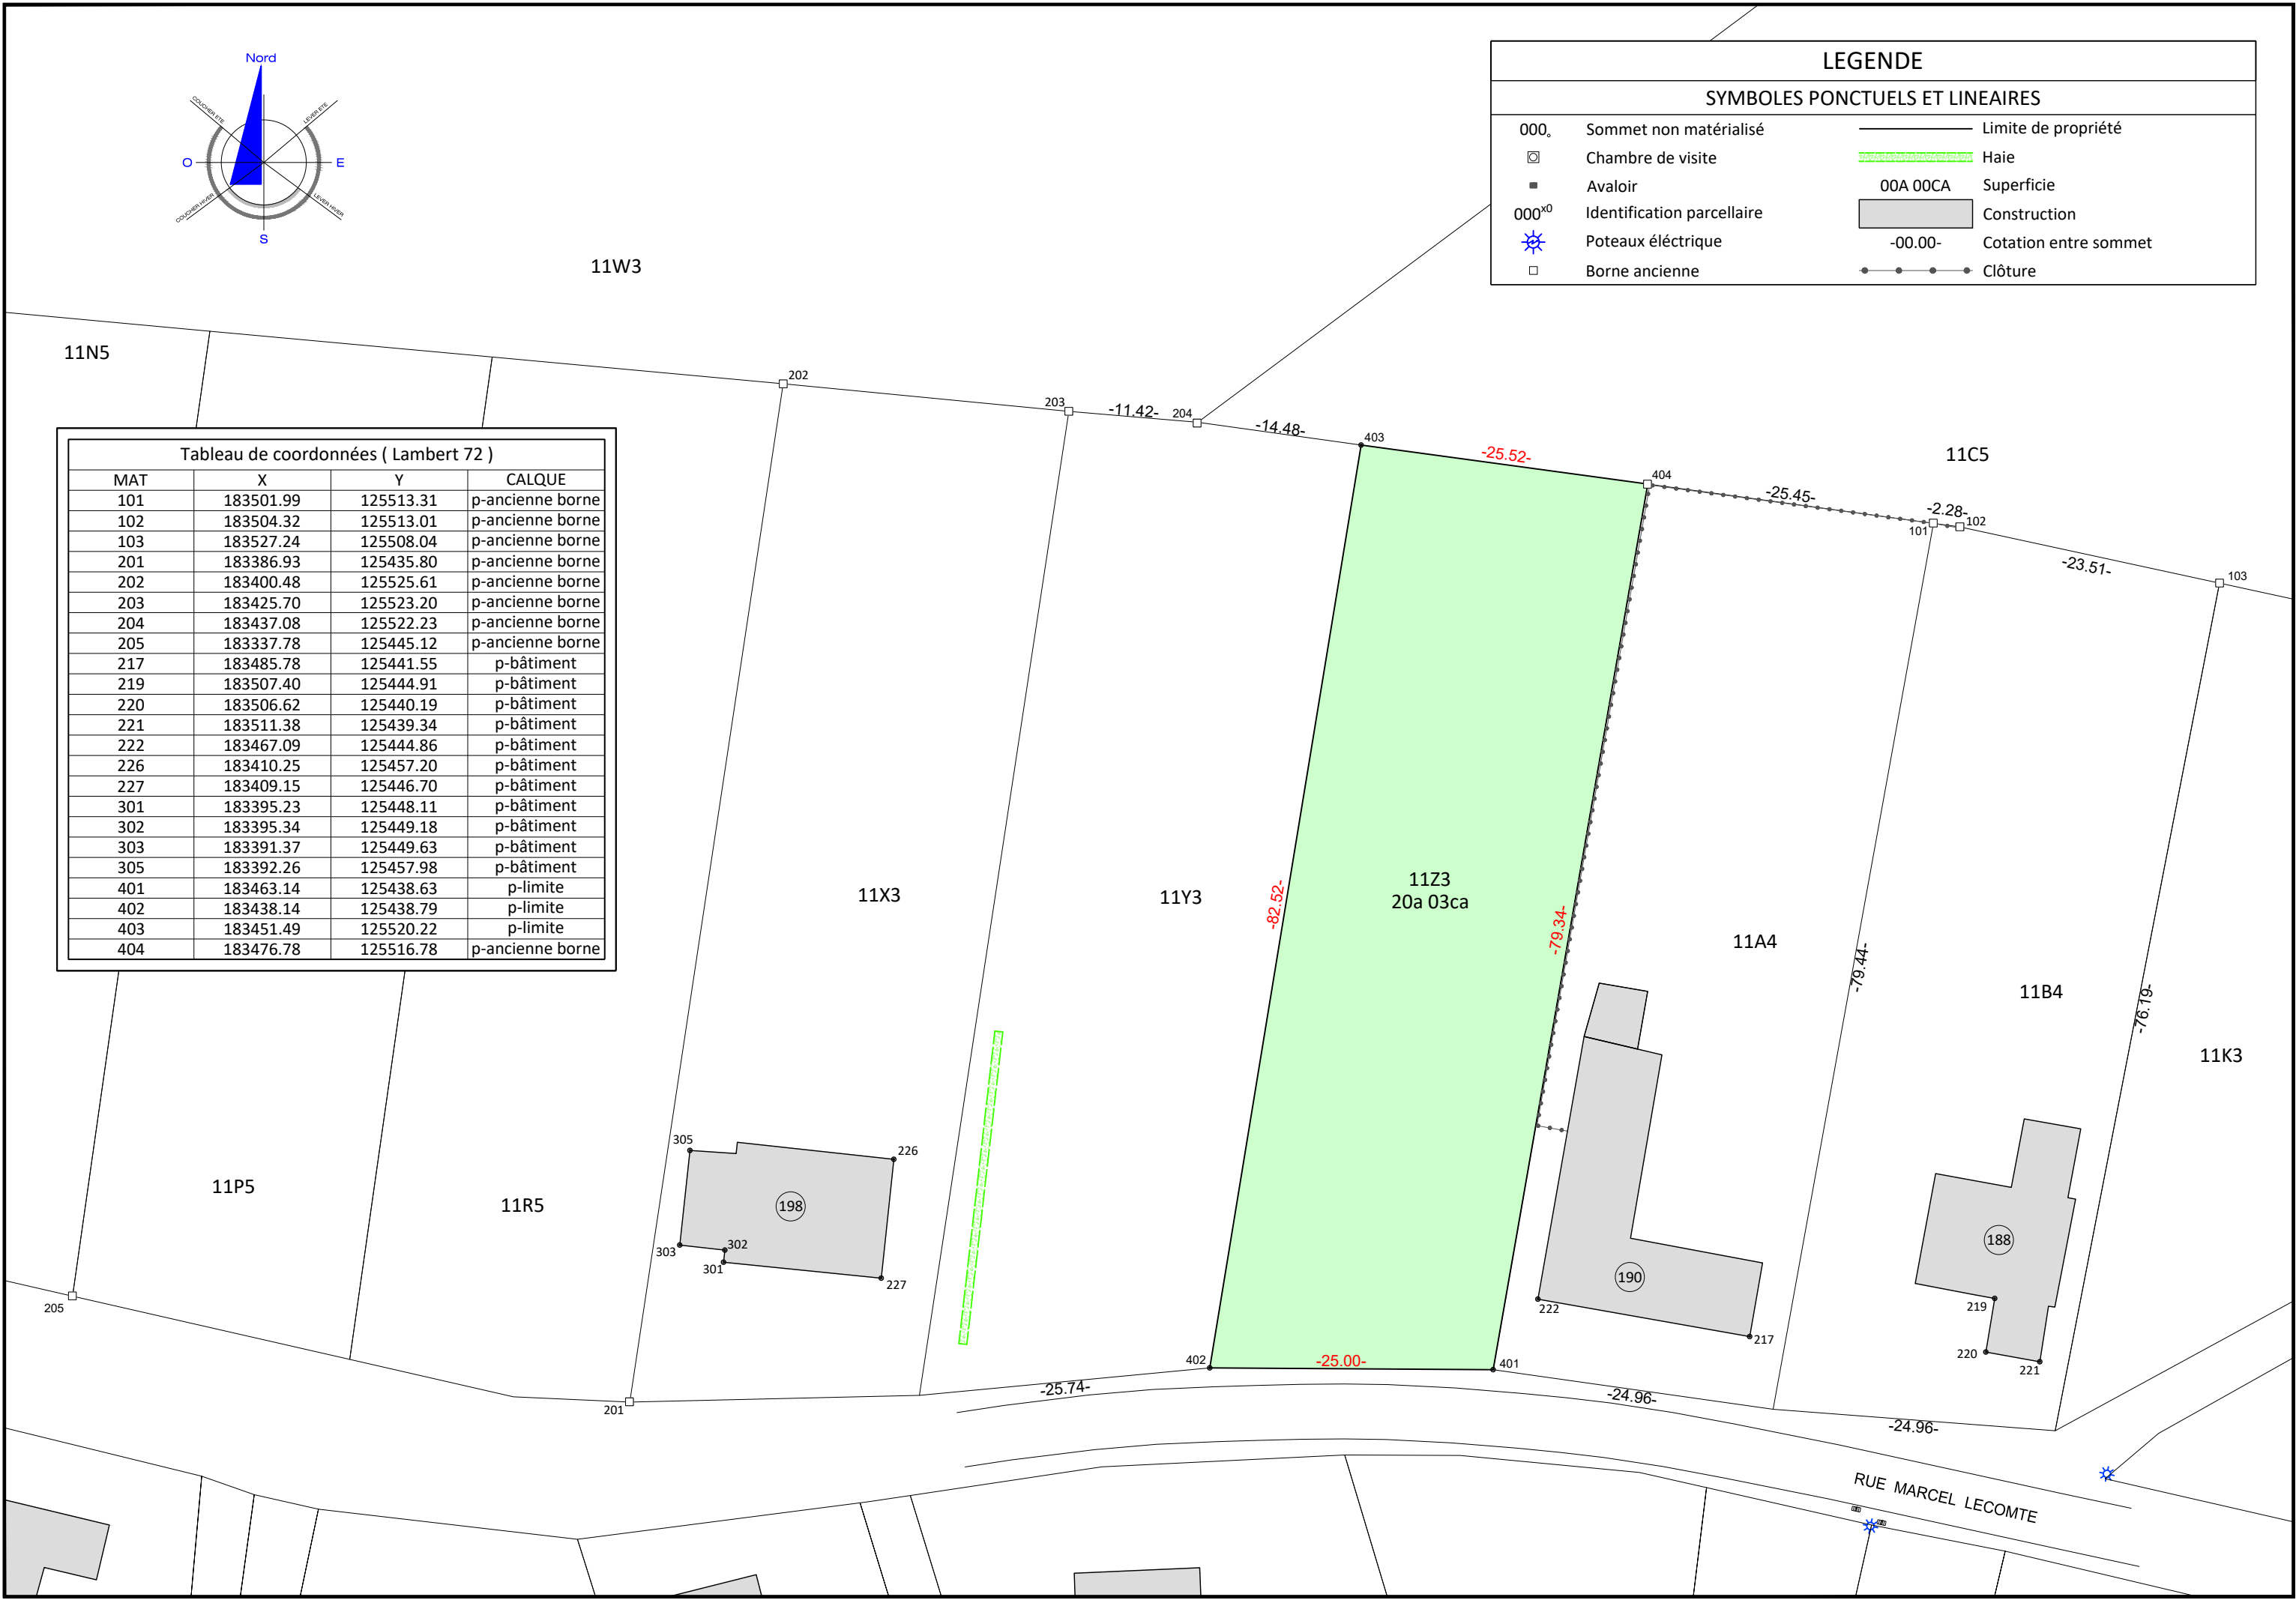 Nord
COUCHER ETE
LEVER ETE
O
E
COUCHER HIVER
LEVER HIVER
S
LEGENDE
SYMBOLES PONCTUELS ET LINEAIRES
000 Sommet non matérialisé
Limite de propriété
Chambre de visite
Haie
Avaloir
00A 00CA Superficie
000x0 Identification parcellaire
Construction
Poteaux éléctrique
-00.00- Cotation entre sommet
Borne ancienne
Clôture
11W3
11N5
202
203
-11.42-
204
-14.48-
403
-25.52-
404
11C5
-25.45-
-2.28-
101
102
-23.51-
103
Tableau de coordonnées ( Lambert 72 )
MAT X Y CALQUE
101 183501.99 125513.31 p-ancienne borne
102 183504.32 125513.01 p-ancienne borne
103 183527.24 125508.04 p-ancienne borne
201 183386.93 125435.80 p-ancienne borne
202 183400.48 125525.61 p-ancienne borne
203 183425.70 125523.20 p-ancienne borne
204 183437.08 125522.23 p-ancienne borne
205 183337.78 125445.12 p-ancienne borne
217 183485.78 125441.55 p-bâtiment
219 183507.40 125444.91 p-bâtiment
220 183506.62 125440.19 p-bâtiment
221 183511.38 125439.34 p-bâtiment
222 183467.09 125444.86 p-bâtiment
226 183410.25 125457.20 p-bâtiment
227 183409.15 125446.70 p-bâtiment
301 183395.23 125448.11 p-bâtiment
302 183395.34 125449.18 p-bâtiment
303 183391.37 125449.63 p-bâtiment
305 183392.26 125457.98 p-bâtiment
401 183463.14 125438.63 p-limite
402 183438.14 125438.79 p-limite
403 183451.49 125520.22 p-limite
404 183476.78 125516.78 p-ancienne borne
11X3
11Y3
-82.52-
11Z3
20a 03ca
-79.34-
11A4
-79.44-
11B4
-76.19-
11K3
11P5
11R5
305
226
198
303
302
301
227
190
222
217
188
219
220
221
205
201
402
-25.00-
401
-25.74-
-24.96-
-24.96-
RUE MARCEL LECOMTE